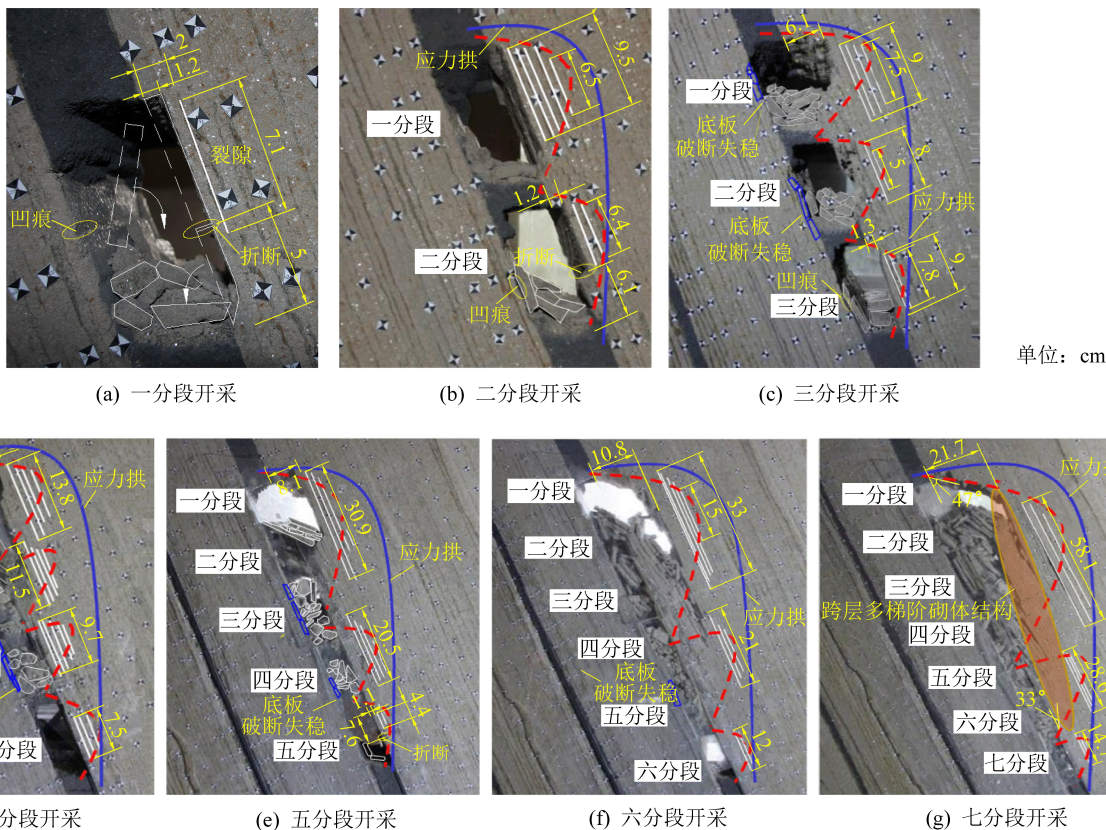 2
1.2
7.1
裂隙
凹痕
折断
5
(a) 一分段开采
应力拱
9.5
6.5
一分段
1.2
6.4
二分段
折断
6.1
凹痕
(b) 二分段开采
6.1
9
7.5
一分段
底板
破断失稳
8
5
二分段
应力拱
底板
破断失稳
1.3
9
7.8
凹痕
三分段
(c) 三分段开采
单位：cm
13.8
应力拱
11.5
9.7
7.5
分段
分段开采
8.1
一分段
30.9
二分段
应力拱
三分段
20.5
四分段
底板
破断失稳
4.4
7.6
折断
五分段
(e) 五分段开采
10.8
一分段
33
15
二分段
三分段
应力拱
四分段
21
底板
破断失稳
五分段
12
六分段
(f) 六分段开采
21.7
应力拱
一分段
47°
二分段
58.1
三分段
跨层多梯阶砌体结构
四分段
五分段
28.9
33°
六分段
14.
七分段
(g) 七分段开采